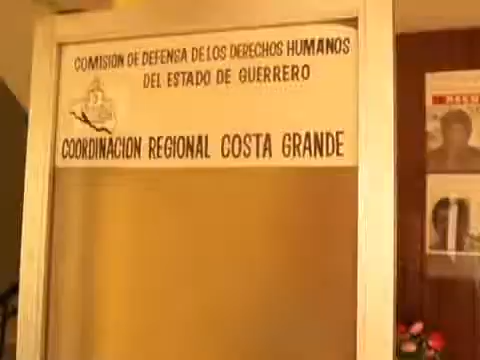 COMISION DE DEFENSA DE LOS DERECHOS HUMANOS
DEL ESTADO DE GUERRERO
COORDINACION REGIONAL COSTA GRANDE